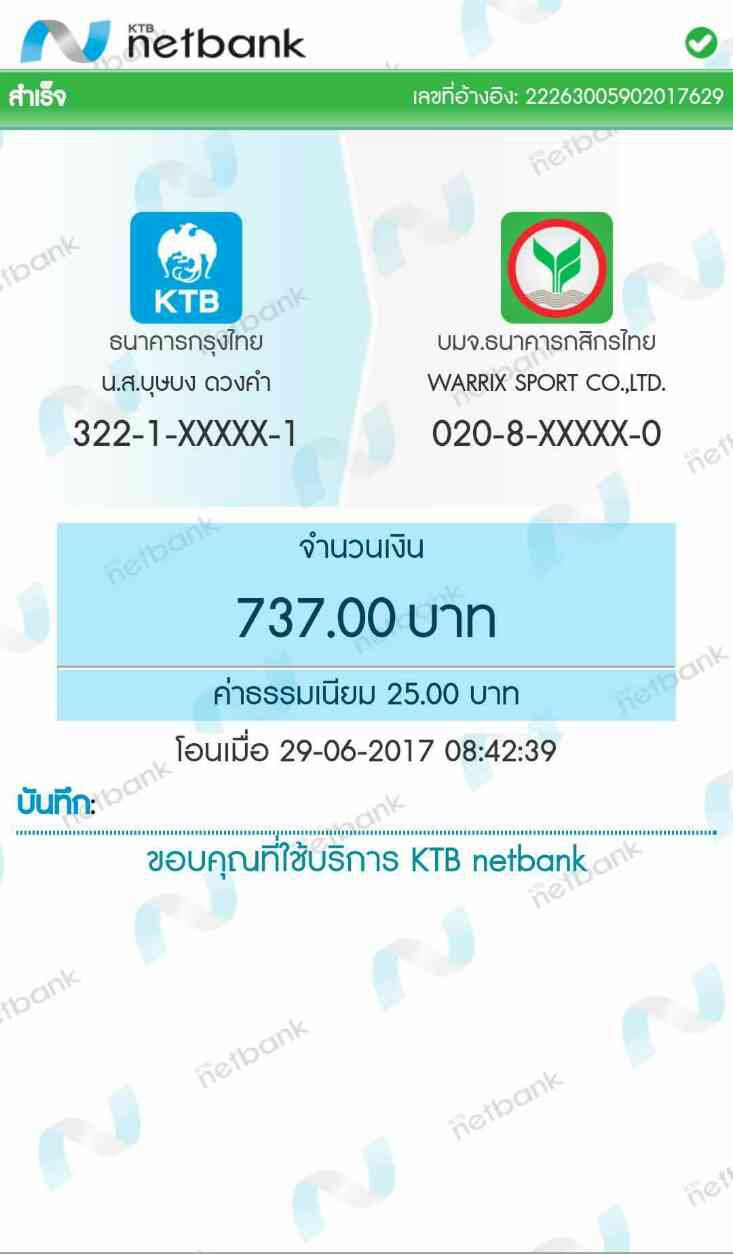 KTB netbank
สำเร็จ
เลขที่อ้างอิง: 22263005902017629
KTB
ธนาคารกรุงไทย
น.ส.บุษบง ดวงคำ
322-1-XXXXX-1
บมจ.ธนาคารกสิกรไทย
WARRIX SPORT CO.,LTD.
020-8-XXXXX-0
จำนวนเงิน
737.00 บาท
ค่าธรรมเนียม 25.00 บาท
โอนเมื่อ 29-06-2017 08:42:39
บันทึก:
ขอบคุณที่ใช้บริการ KTB netbank